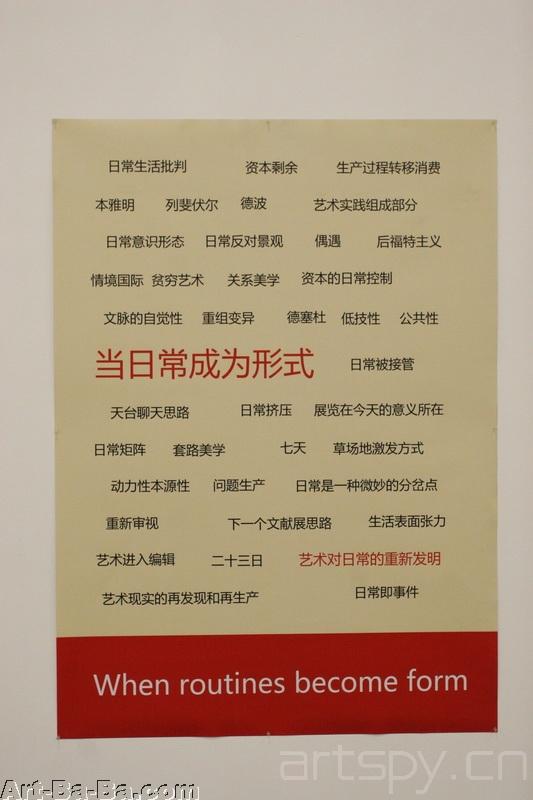 日常生活批判 资本剩余 生产过程转移消费
本雅明 列斐伏尔 德波 艺术实践组成部分
日常意识形态 日常反对景观 偶遇 后福特主义
情境国际 贫穷艺术 关系美学 资本的日常控制
文脉的自觉性 重组变异 德塞杜 低技性 公共性
当日常成为形式 日常被接管
天台聊天思路 日常挤压 展览在今天的意义所在
日常矩阵 套路美学 七天 草场地激发方式
动力性本源性 问题生产 日常是一种微妙的分岔点
重新审视 下一个文献展思路 生活表面张力
艺术进入编辑 二十三日 艺术对日常的重新发明
艺术现实的再发现和再生产 日常即事件
When routines become form
artspy.cn
Art-Ba-Ba.com